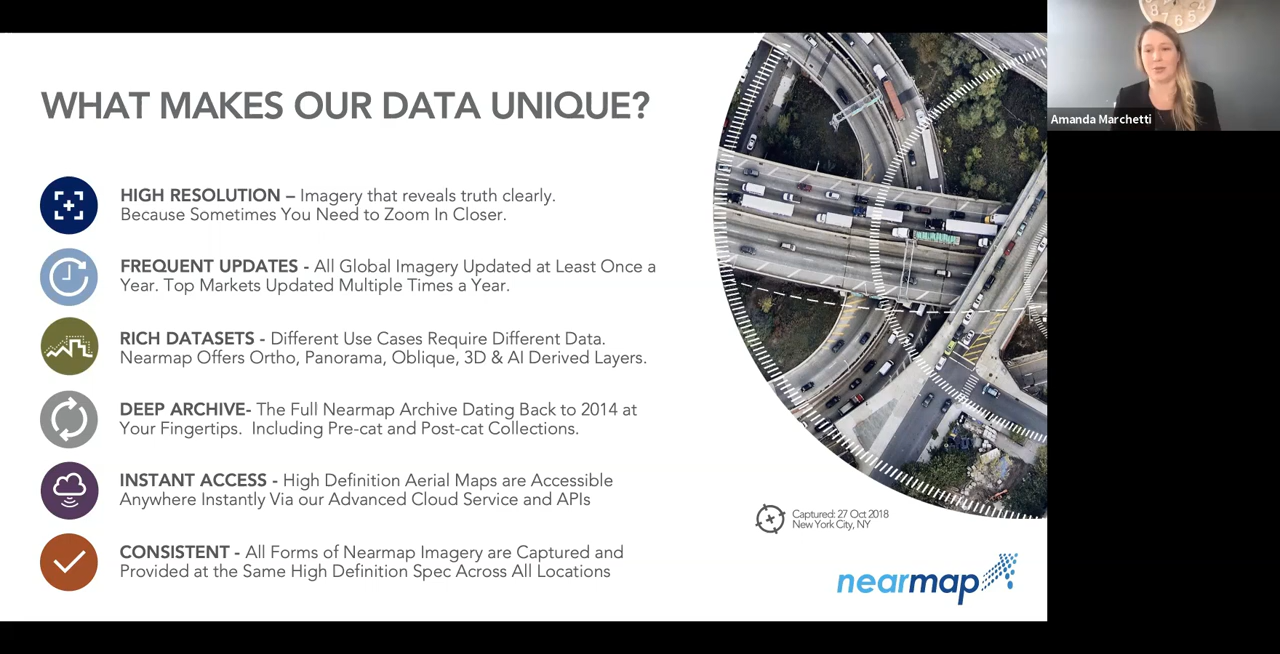 WHAT MAKES OUR DATA UNIQUE?
HIGH RESOLUTION – Imagery that reveals truth clearly.
Because Sometimes You Need to Zoom In Closer.
FREQUENT UPDATES - All Global Imagery Updated at Least Once a
Year. Top Markets Updated Multiple Times a Year.
RICH DATASETS - Different Use Cases Require Different Data.
Nearmap Offers Ortho, Panorama, Oblique, 3D & AI Derived Layers.
DEEP ARCHIVE- The Full Nearmap Archive Dating Back to 2014 at
Your Fingertips.  Including Pre-cat and Post-cat Collections.
INSTANT ACCESS - High Definition Aerial Maps are Accessible
Anywhere Instantly Via our Advanced Cloud Service and APIs
CONSISTENT - All Forms of Nearmap Imagery are Captured and
Provided at the Same High Definition Spec Across All Locations
Captured: 27 Oct 2018
New York City, NY
nearmap
Amanda Marchetti